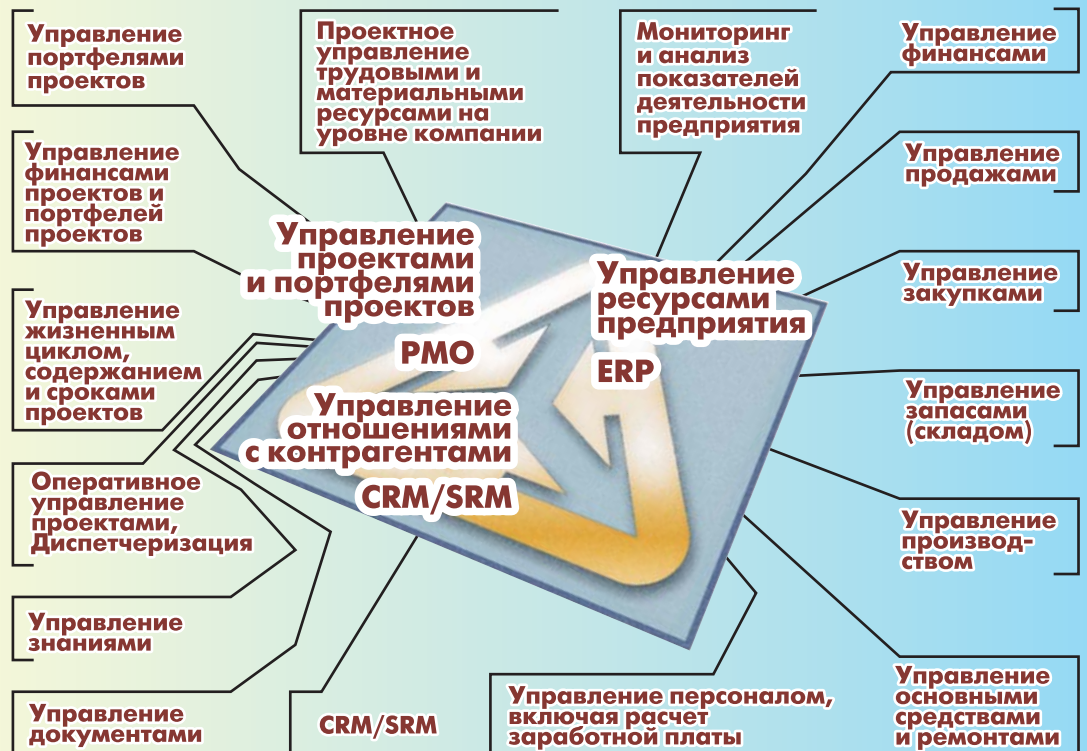 Управление
портфелями
проектов
Проектное
управление
трудовыми и
материальными
ресурсами на
уровне компании
Мониторинг
и анализ
показателей
деятельности
предприятия
Управление
финансами
Управление
финансами
проектов и
портфелей
проектов
Управление
продажами
Управление
проектами
и портфелями
проектов
PMO
Управление
ресурсами
предприятия
ERP
Управление
закупками
Управление
жизненным
циклом,
содержанием
и сроками
проектов
Управление
отношениями
с контрагентами
CRM/SRM
Управление
запасами
(складом)
Оперативное
управление
проектами,
Диспетчеризация
Управление
производ-
ством
Управление
знаниями
Управление
документами
CRM/SRM
Управление персоналом,
включая расчет
заработной платы
Управление
основными
средствами
и ремонтами